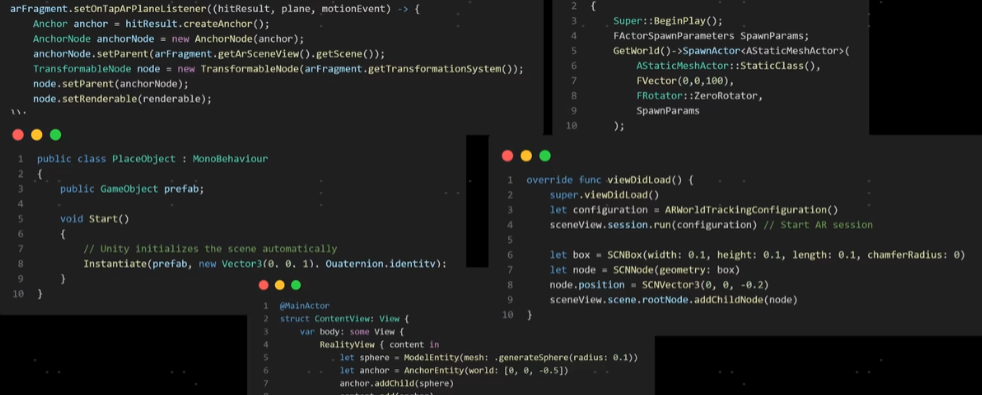 arFragment.setOnTapArPlaneListener((hitResult, plane, motionEvent) -> {
Anchor anchor = hitResult.createAnchor();
AnchorNode anchorNode = new AnchorNode(anchor);
anchorNode.setParent(arFragment.getArSceneView().getScene());
TransformableNode node = new TransformableNode(arFragment.getTransformationSystem());
node.setParent(anchorNode);
node.setRenderable(renderable);
2 {
3 Super::BeginPlay();
4 FActorSpawnParameters SpawnParams;
5 GetWorld()->SpawnActor<AStaticMeshActor>(
6 AStaticMeshActor::StaticClass(),
7 FVector(0,0,100),
8 FRotator::ZeroRotator,
9 SpawnParams
10 );
1 public class PlaceObject : MonoBehaviour
2 {
3 public GameObject prefab;
4
5 void Start()
6 {
7 // Unity initializes the scene automatically
8 Instantiate(prefab, new Vector3(0, 0, 1), Quaternion.identity);
9 }
10 }
1 override func viewDidLoad() {
2 super.viewDidLoad()
3 let configuration = ARWorldTrackingConfiguration()
4 sceneView.session.run(configuration) // Start AR session
5
6 let box = SCNBox(width: 0.1, height: 0.1, length: 0.1, chamferRadius: 0)
7 let node = SCNNode(geometry: box)
8 node.position = SCNVector3(0, 0, -0.2)
9 sceneView.scene.rootNode.addChildNode(node)
10 }
1 @MainActor
2 struct ContentView: View {
3 var body: some View {
4 RealityView { content in
5 let sphere = ModelEntity(mesh: .generateSphere(radius: 0.1))
6 let anchor = AnchorEntity(world: [0, 0, -0.5])
7 anchor.addChild(sphere)